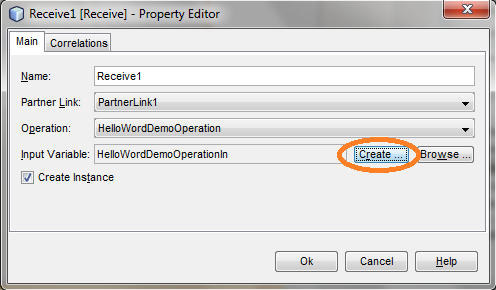 Receive1 [Receive] - Property Editor
Main Correlations
Name: Receive1
Partner Link: PartnerLink1
Operation: HelloWordDemoOperation
Input Variable: HelloWordDemoOperationIn Create ... Browse ...
Create Instance
Ok Cancel Help